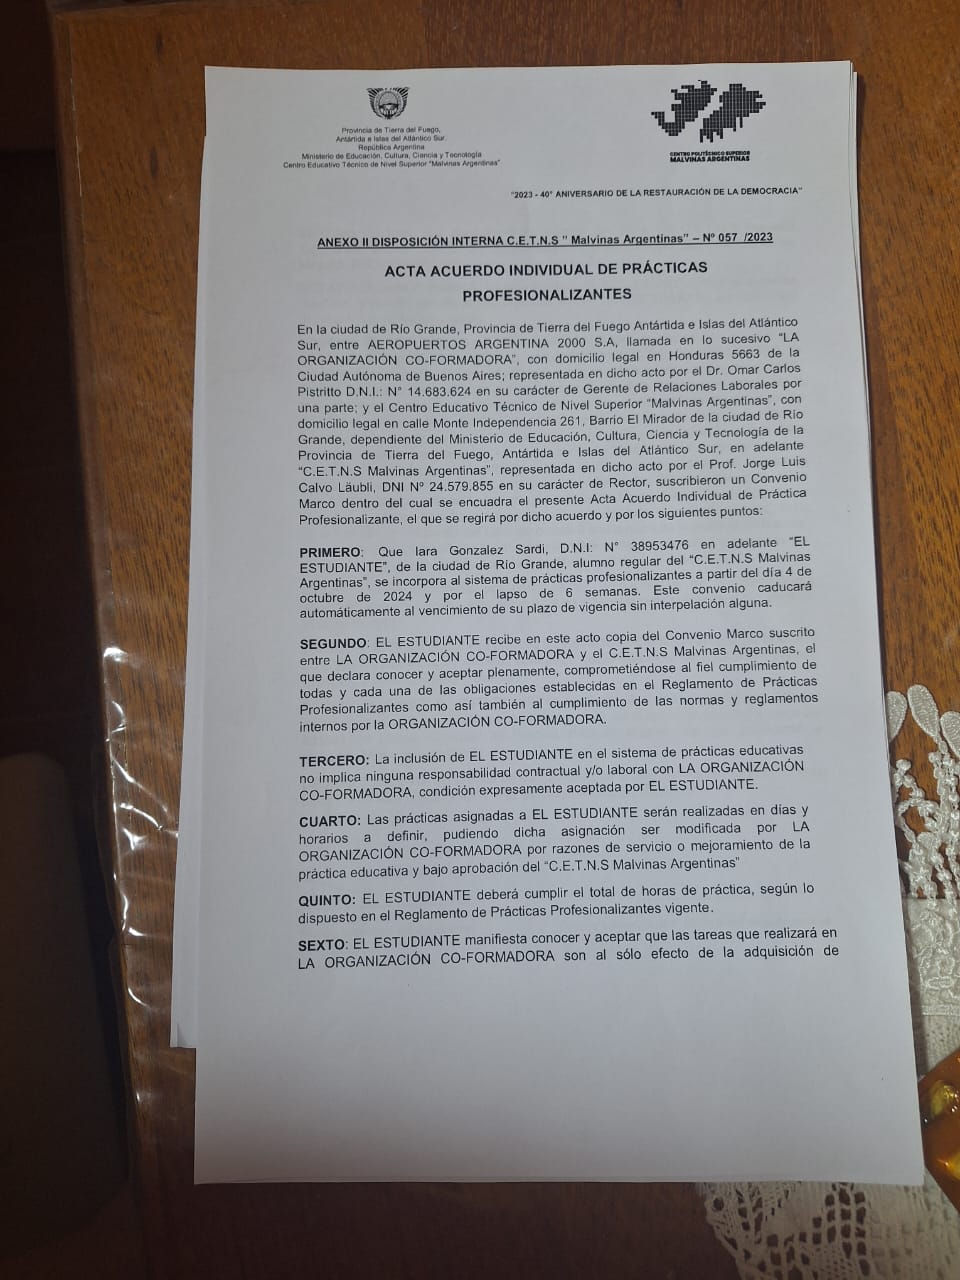 Provincia de Tierra del Fuego,
Antártida e Islas del Atlántico Sur.
República Argentina
Ministerio de Educación, Cultura, Ciencia y Tecnología
Centro Educativo Técnico de Nivel Superior "Malvinas Argentinas"
CENTRO POLITÉCNICO SUPERIOR
MALVINAS ARGENTINAS
"2023 - 40° ANIVERSARIO DE LA RESTAURACIÓN DE LA DEMOCRACIA"
ANEXO II DISPOSICIÓN INTERNA C.E.T.N.S " Malvinas Argentinas" – Nº 057 /2023
ACTA ACUERDO INDIVIDUAL DE PRÁCTICAS
PROFESIONALIZANTES
En la ciudad de Río Grande, Provincia de Tierra del Fuego Antártida e Islas del Atlántico
Sur, entre AEROPUERTOS ARGENTINA 2000 S.A, llamada en lo sucesivo "LA
ORGANIZACIÓN CO-FORMADORA", con domicilio legal en Honduras 5663 de la
Ciudad Autónoma de Buenos Aires; representada en dicho acto por el Dr. Omar Carlos
Pistritto D.N.I.: N° 14.683.624 en su carácter de Gerente de Relaciones Laborales por
una parte; y el Centro Educativo Técnico de Nivel Superior "Malvinas Argentinas", con
domicilio legal en calle Monte Independencia 261, Barrio El Mirador de la ciudad de Río
Grande, dependiente del Ministerio de Educación, Cultura, Ciencia y Tecnología de la
Provincia de Tierra del Fuego, Antártida e Islas del Atlántico Sur, en adelante
"C.E.T.N.S Malvinas Argentinas", representada en dicho acto por el Prof. Jorge Luis
Calvo Läubli, DNI Nº 24.579.855 en su carácter de Rector, suscribieron un Convenio
Marco dentro del cual se encuadra el presente Acta Acuerdo Individual de Práctica
Profesionalizante, el que se regirá por dicho acuerdo y por los siguientes puntos:
PRIMERO: Que Iara Gonzalez Sardi, D.N.I: N° 38953476 en adelante "EL
ESTUDIANTE", de la ciudad de Río Grande, alumno regular del "C.E.T.N.S Malvinas
Argentinas", se incorpora al sistema de prácticas profesionalizantes a partir del día 4 de
octubre de 2024 y por el lapso de 6 semanas. Este convenio caducará
automáticamente al vencimiento de su plazo de vigencia sin interpelación alguna.
SEGUNDO: EL ESTUDIANTE recibe en este acto copia del Convenio Marco suscrito
entre LA ORGANIZACIÓN CO-FORMADORA y el C.E.T.N.S Malvinas Argentinas, el
que declara conocer y aceptar plenamente, comprometiéndose al fiel cumplimiento de
todas y cada una de las obligaciones establecidas en el Reglamento de Prácticas
Profesionalizantes como así también al cumplimiento de las normas y reglamentos
internos por la ORGANIZACIÓN CO-FORMADORA.
TERCERO: La inclusión de EL ESTUDIANTE en el sistema de prácticas educativas
no implica ninguna responsabilidad contractual y/o laboral con LA ORGANIZACIÓN
CO-FORMADORA, condición expresamente aceptada por EL ESTUDIANTE.
CUARTO: Las prácticas asignadas a EL ESTUDIANTE serán realizadas en días y
horarios a definir, pudiendo dicha asignación ser modificada por LA
ORGANIZACIÓN CO-FORMADORA por razones de servicio o mejoramiento de la
práctica educativa y bajo aprobación del "C.E.T.N.S Malvinas Argentinas"
QUINTO: EL ESTUDIANTE deberá cumplir el total de horas de práctica, según lo
dispuesto en el Reglamento de Prácticas Profesionalizantes vigente.
SEXTO: EL ESTUDIANTE manifiesta conocer y aceptar que las tareas que realizará en
LA ORGANIZACIÓN CO-FORMADORA son al sólo efecto de la adquisición de